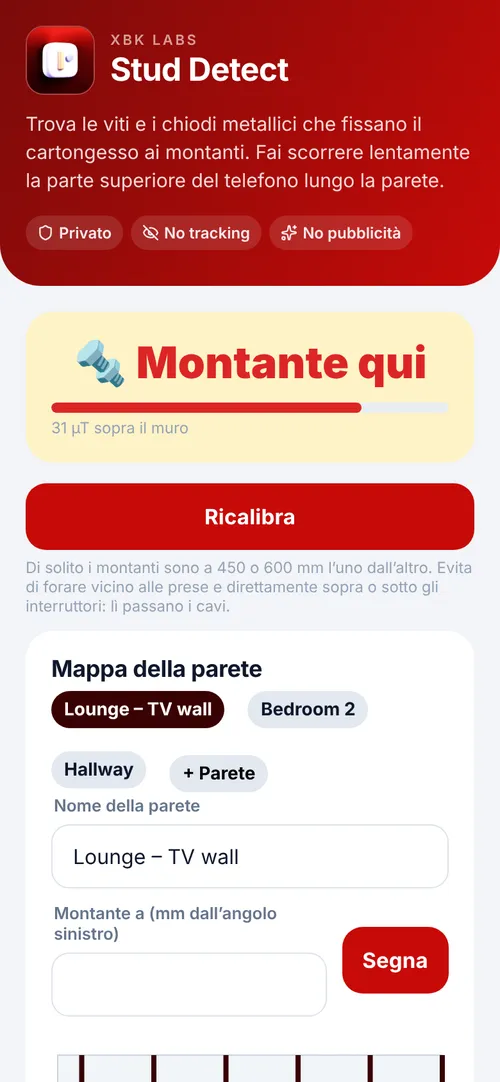 XBK LABS
Stud Detect
Trova le viti e i chiodi metallici che fissano il
cartongesso ai montanti. Fai scorrere lentamente
la parte superiore del telefono lungo la parete.
Privato
No tracking
No pubblicità
Montante qui
31 µT sopra il muro
Ricalibra
Di solito i montanti sono a 450 o 600 mm l’uno dall’altro. Evita
di forare vicino alle prese e direttamente sopra o sotto gli
interruttori: lì passano i cavi.
Mappa della parete
Lounge – TV wall
Bedroom 2
Hallway
+ Parete
Nome della parete
Lounge – TV wall
Montante a (mm dall’angolo
sinistro)
Segna